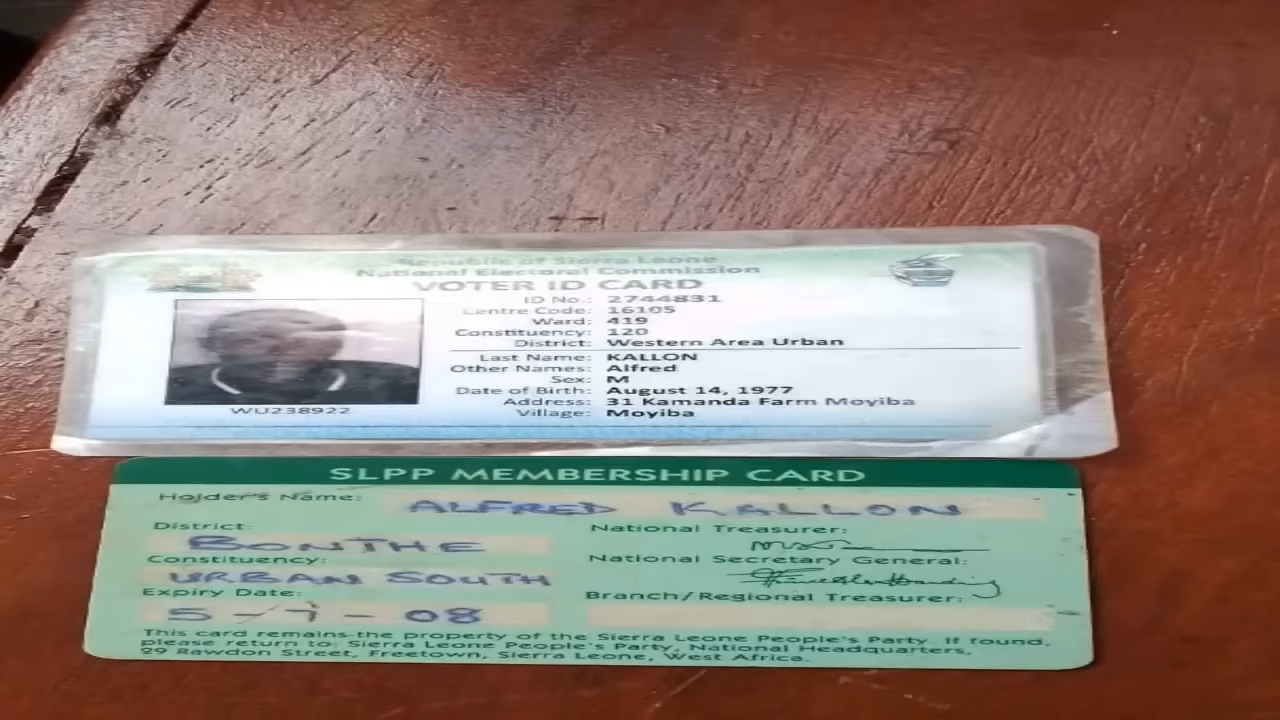 Republic of Sierra Leone
National Electoral Commission
VOTER ID CARD
ID No.: 2744831
Centre Code: 16105
Ward: 419
Constituency: 120
District: Western Area Urban
Last Name: KALLON
Other Names: Alfred
Sex: M
Date of Birth: August 14, 1977
Address: 31 Kamanda Farm Moyiba
Village: Moyiba
WU238922
SLPP MEMBERSHIP CARD
Holder's Name: ALFRED KALLON
District: BONTHE
Constituency: URBAN SOUTH
Expiry Date: 5-7-08
National Treasurer:
National Secretary General:
Branch/Regional Treasurer:
This card remains the property of the Sierra Leone People's Party. If found,
please return to: Sierra Leone People's Party, National Headquarters,
29 Rawdon Street, Freetown, Sierra Leone, West Africa.